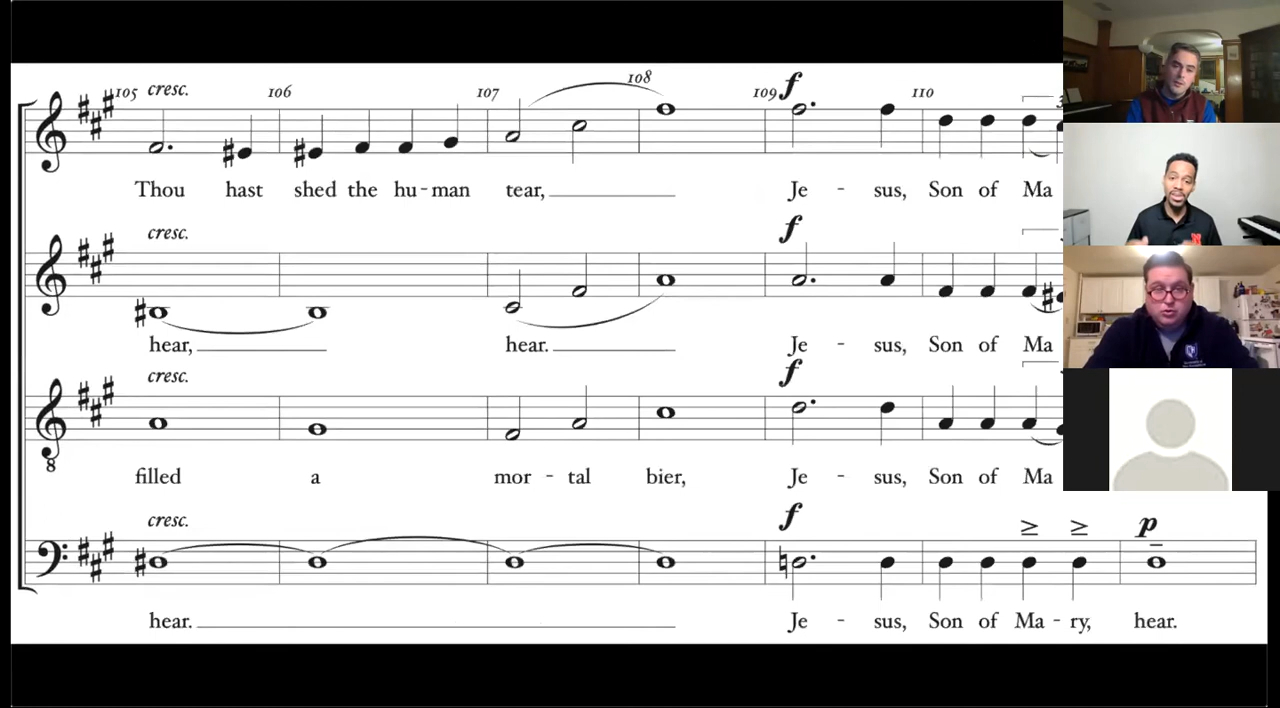 cresc.
105 106 107 108 109 f 110
Thou hast shed the hu - man tear, Je - sus, Son of Ma
cresc. f
hear, hear. Je - sus, Son of Ma
cresc. f
8
filled a mor - tal bier, Je - sus, Son of Ma
cresc. f p
hear. Je - sus, Son of Ma - ry, hear.
N